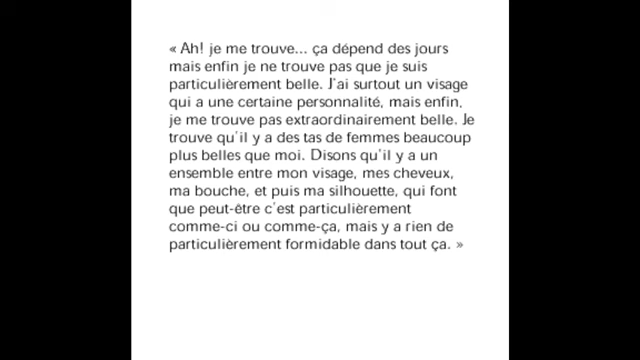 « Ah! je me trouve... ça dépend des jours
mais enfin je ne trouve pas que je suis
particulièrement belle. J'ai surtout un visage
qui a une certaine personnalité, mais enfin,
je me trouve pas extraordinairement belle. Je
trouve qu'il y a des tas de femmes beaucoup
plus belles que moi. Disons qu'il y a un
ensemble entre mon visage, mes cheveux,
ma bouche, et puis ma silhouette, qui font
que peut-être c'est particulièrement
comme-ci ou comme-ça, mais y a rien de
particulièrement formidable dans tout ça. »